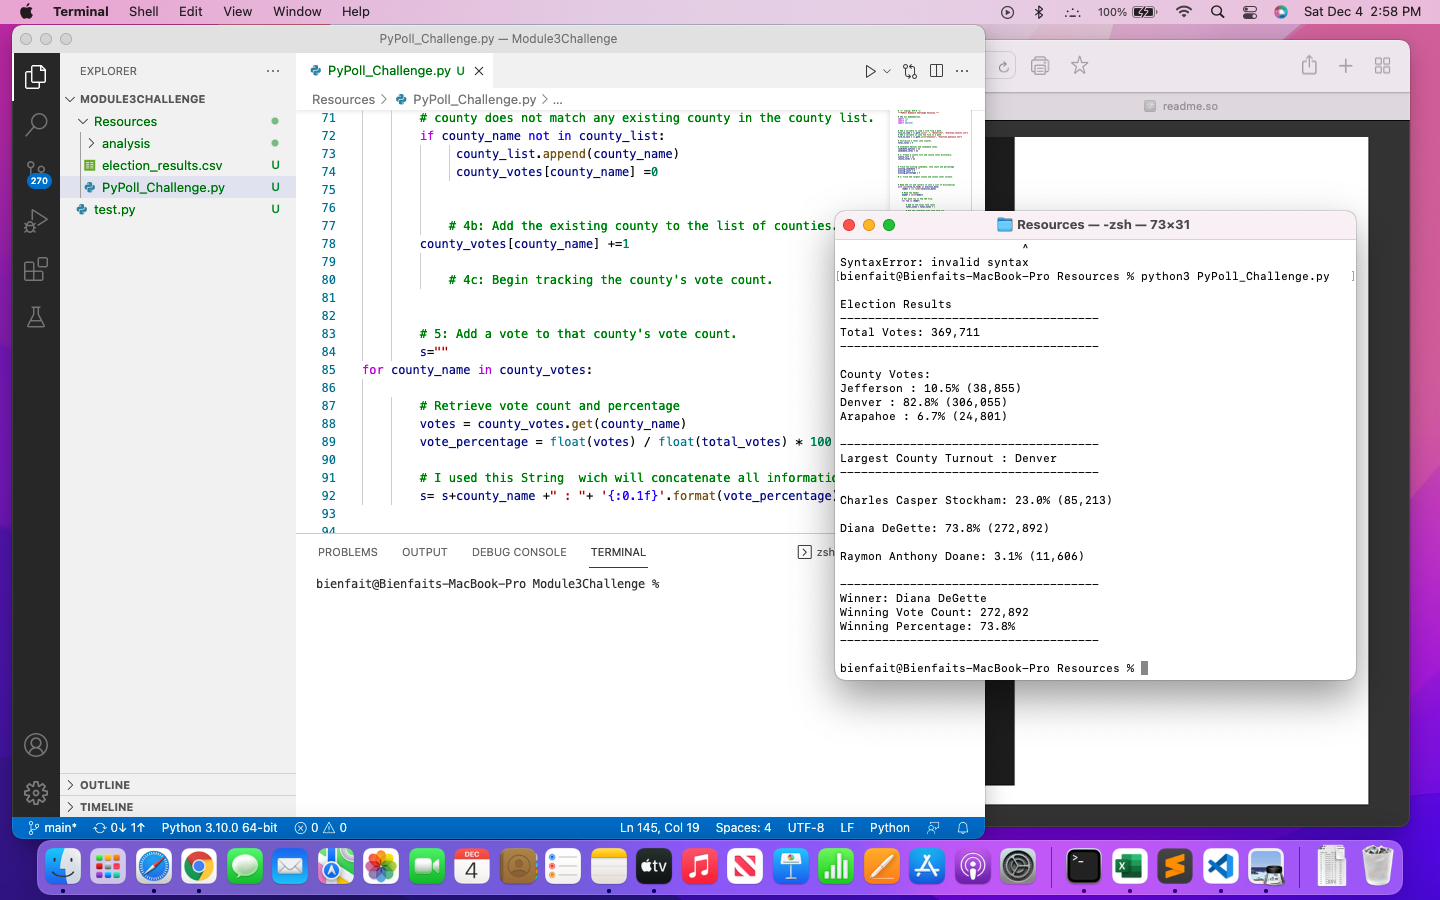 Terminal Shell Edit View Window Help 100% Sat Dec 4 2:58 PM
PyPoll_Challenge.py — Module3Challenge
EXPLORER
MODULE3CHALLENGE
Resources
analysis
election_results.csv U
PyPoll_Challenge.py U
test.py U
270
OUTLINE
TIMELINE
PyPoll_Challenge.py U
Resources > PyPoll_Challenge.py > ...
71 # county does not match any existing county in the county list.
72 if county_name not in county_list:
73 county_list.append(county_name)
74 county_votes[county_name] =0
75
76
77 # 4b: Add the existing county to the list of counties.
78 county_votes[county_name] +=1
79
80 # 4c: Begin tracking the county's vote count.
81
82
83 # 5: Add a vote to that county's vote count.
84 s=""
85 for county_name in county_votes:
86
87 # Retrieve vote count and percentage
88 votes = county_votes.get(county_name)
89 vote_percentage = float(votes) / float(total_votes) * 100
90
91 # I used this String  wich will concatenate all informatio
92 s= s+county_name +" : "+ '{:0.1f}'.format(vote_percentage)
93
94
PROBLEMS OUTPUT DEBUG CONSOLE TERMINAL zsh
bienfait@Bienfaits-MacBook-Pro Module3Challenge %
main* 0↓ 1↑ Python 3.10.0 64-bit 0 0 Ln 145, Col 19 Spaces: 4 UTF-8 LF Python
readme.so
Resources — -zsh — 73×31
^
SyntaxError: invalid syntax
[bienfait@Bienfaits-MacBook-Pro Resources % python3 PyPoll_Challenge.py ]
Election Results
-------------------------------------
Total Votes: 369,711
-------------------------------------
County Votes:
Jefferson : 10.5% (38,855)
Denver : 82.8% (306,055)
Arapahoe : 6.7% (24,801)
-------------------------------------
Largest County Turnout : Denver
-------------------------------------
Charles Casper Stockham: 23.0% (85,213)
Diana DeGette: 73.8% (272,892)
Raymon Anthony Doane: 3.1% (11,606)
-------------------------------------
Winner: Diana DeGette
Winning Vote Count: 272,892
Winning Percentage: 73.8%
-------------------------------------
bienfait@Bienfaits-MacBook-Pro Resources %
DEC
4
tv